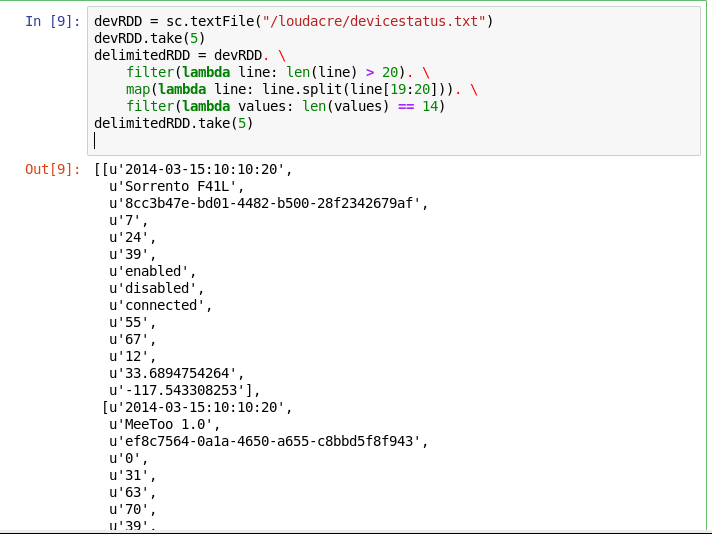 In [9]: devRDD = sc.textFile("/loudacre/devicestatus.txt")
devRDD.take(5)
delimitedRDD = devRDD. \
    filter(lambda line: len(line) > 20). \
    map(lambda line: line.split(line[19:20])). \
    filter(lambda values: len(values) == 14)
delimitedRDD.take(5)
Out[9]: [[u'2014-03-15:10:10:20',
  u'Sorrento F41L',
  u'8cc3b47e-bd01-4482-b500-28f2342679af',
  u'7',
  u'24',
  u'39',
  u'enabled',
  u'disabled',
  u'connected',
  u'55',
  u'67',
  u'12',
  u'33.6894754264',
  u'-117.543308253'],
 [u'2014-03-15:10:10:20',
  u'MeeToo 1.0',
  u'ef8c7564-0a1a-4650-a655-c8bbd5f8f943',
  u'0',
  u'31',
  u'63',
  u'70',
  u'39',